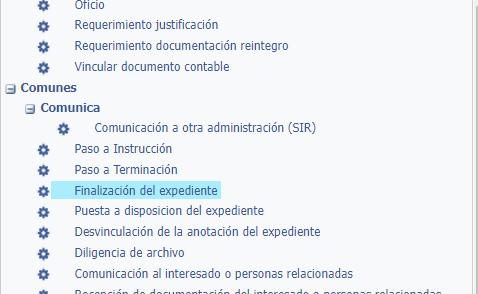 Oficio
Requerimiento justificación
Requerimiento documentación reintegro
Vincular documento contable
Comunes
Comunica
Comunicación a otra administración (SIR)
Paso a Instrucción
Paso a Terminación
Finalización del expediente
Puesta a disposicion del expediente
Desvinculación de la anotación del expediente
Diligencia de archivo
Comunicación al interesado o personas relacionadas
Recepción de documentación del interesado o personas relacionadas